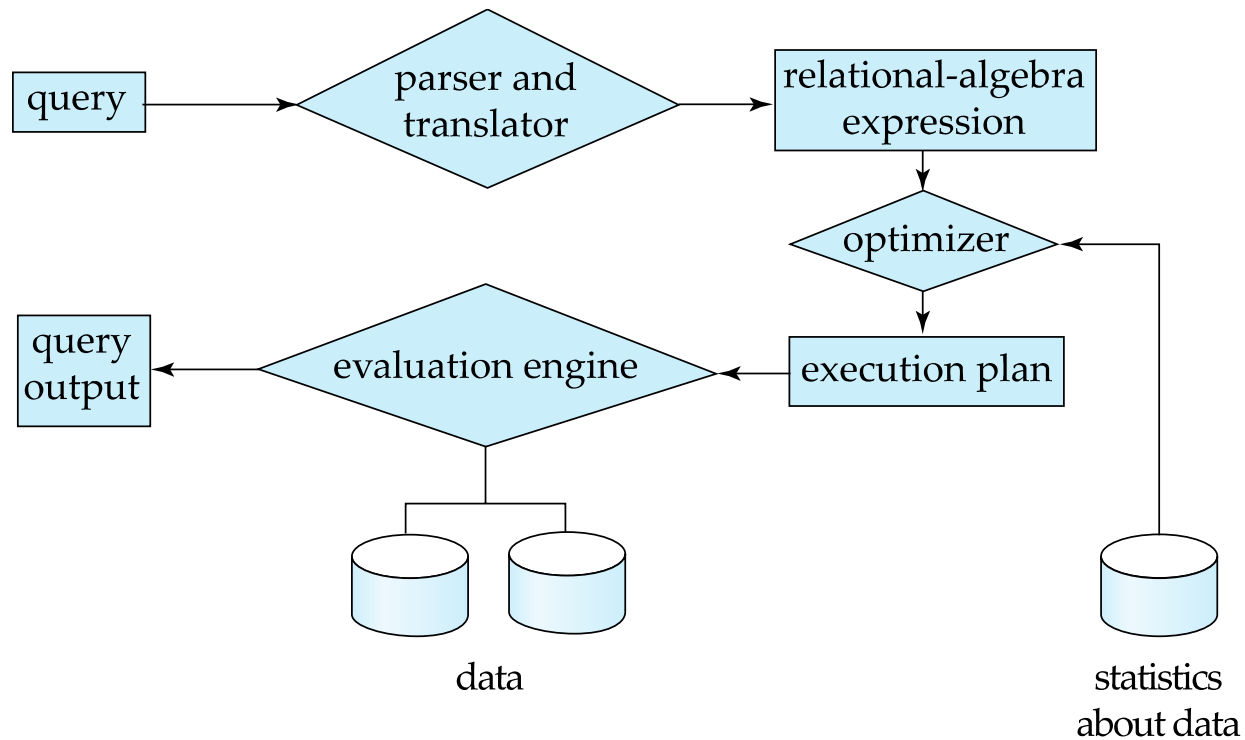 query
parser and
translator
relational-algebra
expression
optimizer
query
output
evaluation engine
execution plan
data
statistics
about data